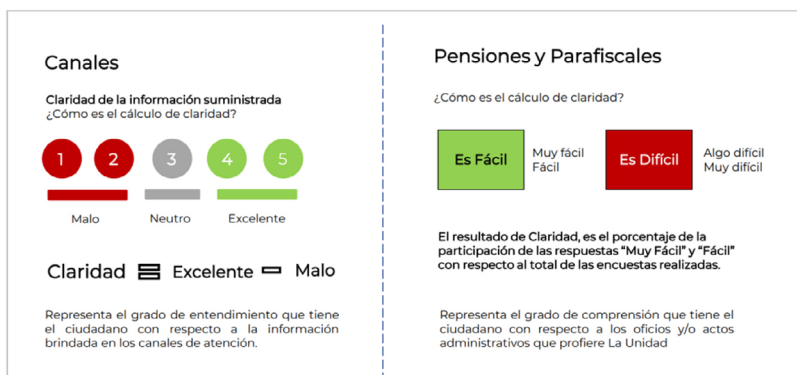 Canales
Claridad de la información suministrada
¿Cómo es el cálculo de claridad?
1 2 3 4 5
Malo Neutro Excelente
Claridad = Excelente - Malo
Representa el grado de entendimiento que tiene
el ciudadano con respecto a la información
brindada en los canales de atención.
Pensiones y Parafiscales
¿Cómo es el cálculo de claridad?
Es Fácil Muy fácil
Fácil
Es Difícil Algo difícil
Muy difícil
El resultado de Claridad, es el porcentaje de la
participación de las respuestas “Muy Fácil” y “Fácil”
con respecto al total de las encuestas realizadas.
Representa el grado de comprensión que tiene el
ciudadano con respecto a los oficios y/o actos
administrativos que profiere La Unidad